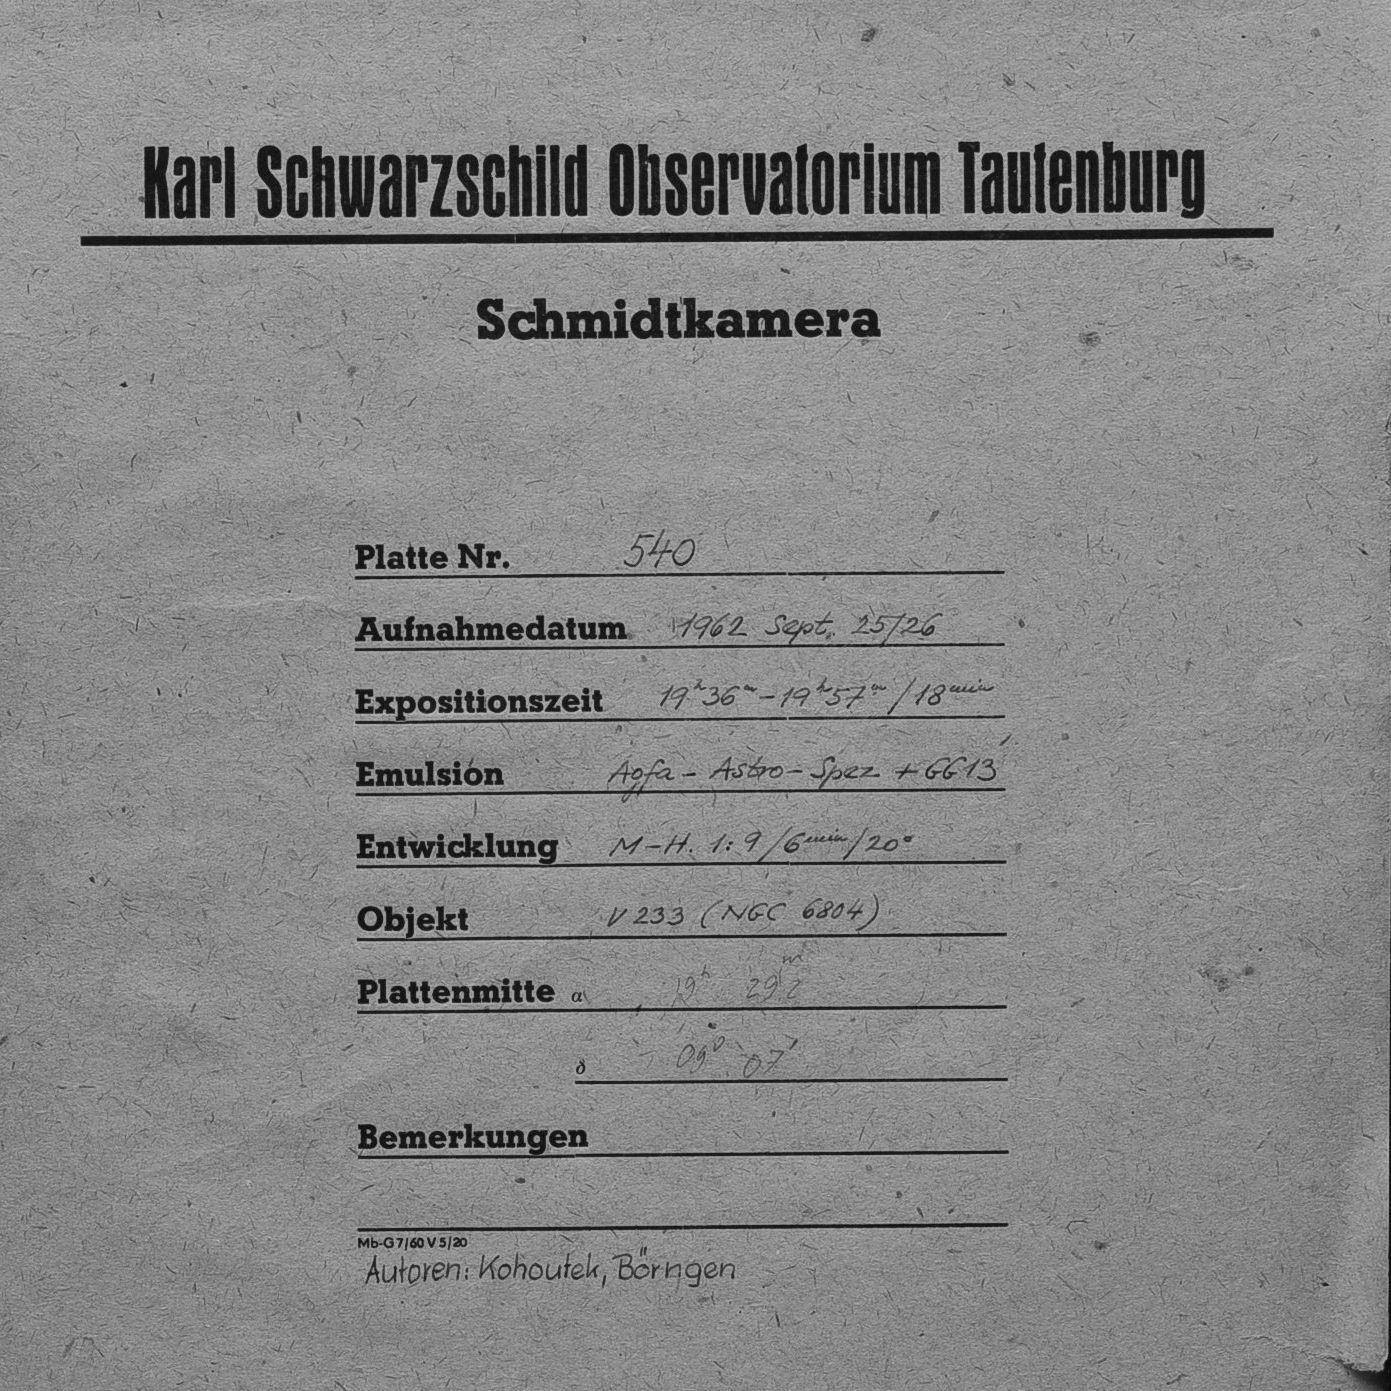 Karl Schwarzschild Observatorium Tautenburg
Schmidtkamera
Platte Nr. 540
Aufnahmedatum 1962 Sept. 25/26
Expositionszeit 19ʰ36ᵐ-19ʰ57ᵐ/18ᵐⁱⁿ
Emulsion Agfa-Astro-Spez + GG13
Entwicklung M-H. 1:9/6ᵐⁱⁿ/20°
Objekt V 233 (NGC 6804)
Plattenmitte α 19ʰ 29ᵐ2
δ 09° 07'
Bemerkungen
Mb-G 7/60 V 5/20
Autoren: Kohoutek, Börngen